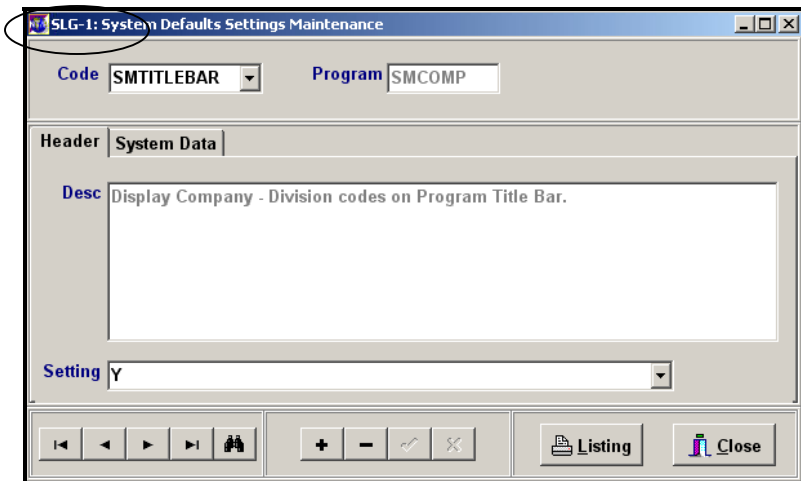 SLG-1: System Defaults Settings Maintenance
Code SMTITLEBAR Program SMCOMP
Header System Data
Desc Display Company - Division codes on Program Title Bar.
Setting Y
Listing Close